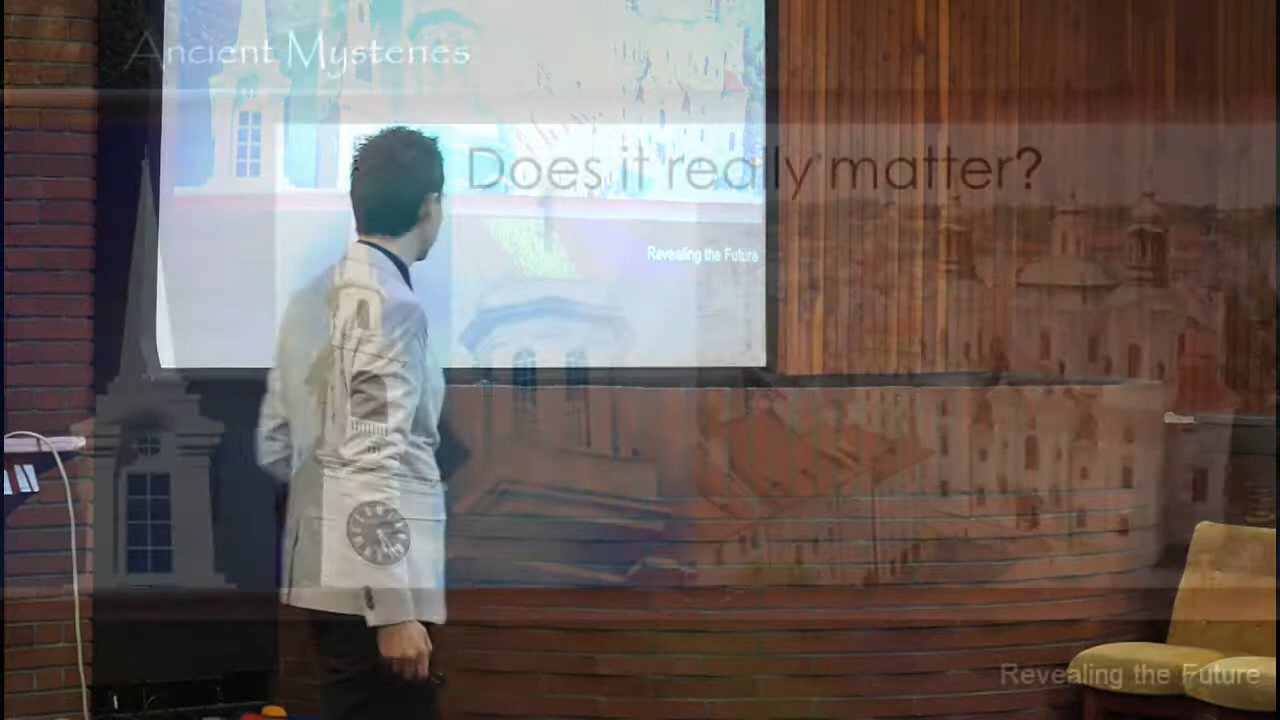 Ancient Mysteries
Does it really matter?
Revealing the Future
Revealing the Future